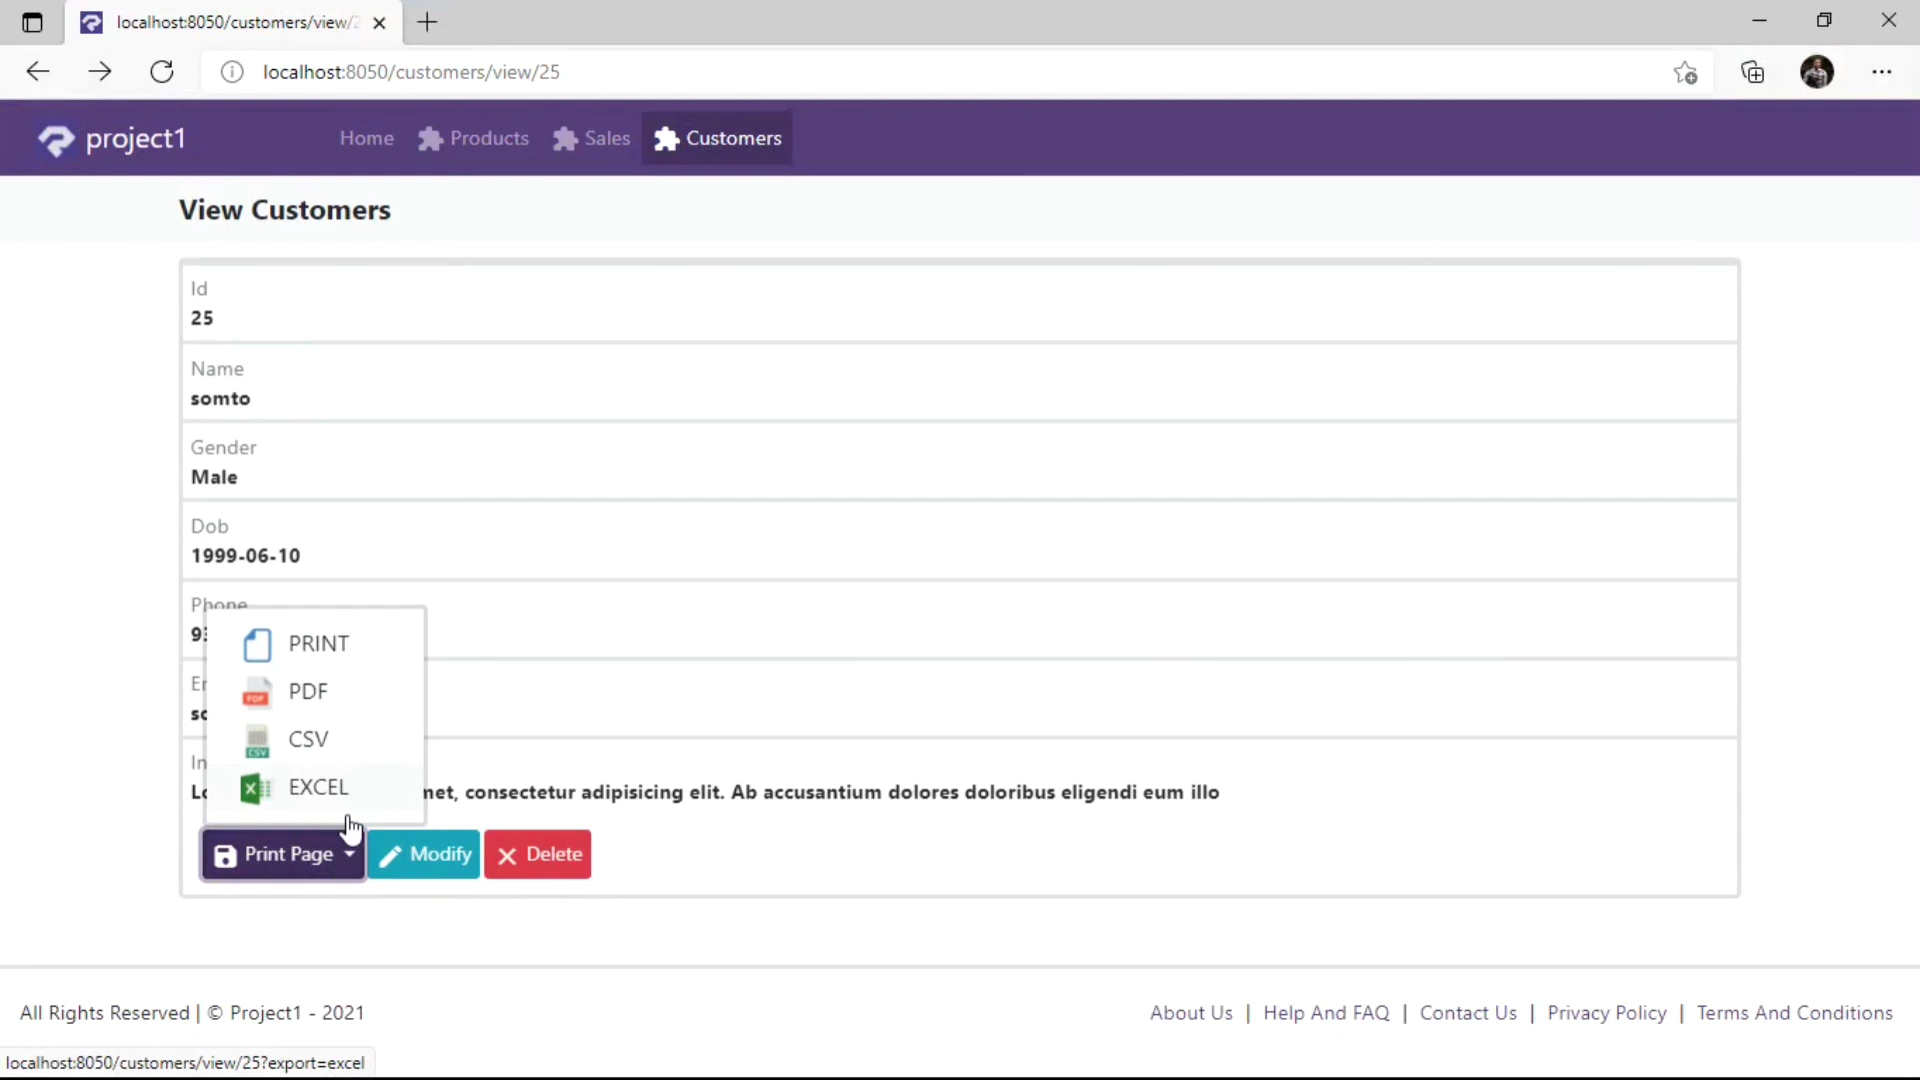 localhost:8050/customers/view/
localhost:8050/customers/view/25
project1 Home Products Sales Customers
View Customers
Id
25
Name
somto
Gender
Male
Dob
1999-06-10
Phone
PRINT
PDF
CSV
EXCEL
consectetur adipisicing elit. Ab accusantium dolores doloribus eligendi eum illo
Print Page Modify Delete
All Rights Reserved | © Project1 - 2021
About Us | Help And FAQ | Contact Us | Privacy Policy | Terms And Conditions
localhost:8050/customers/view/25?export=excel